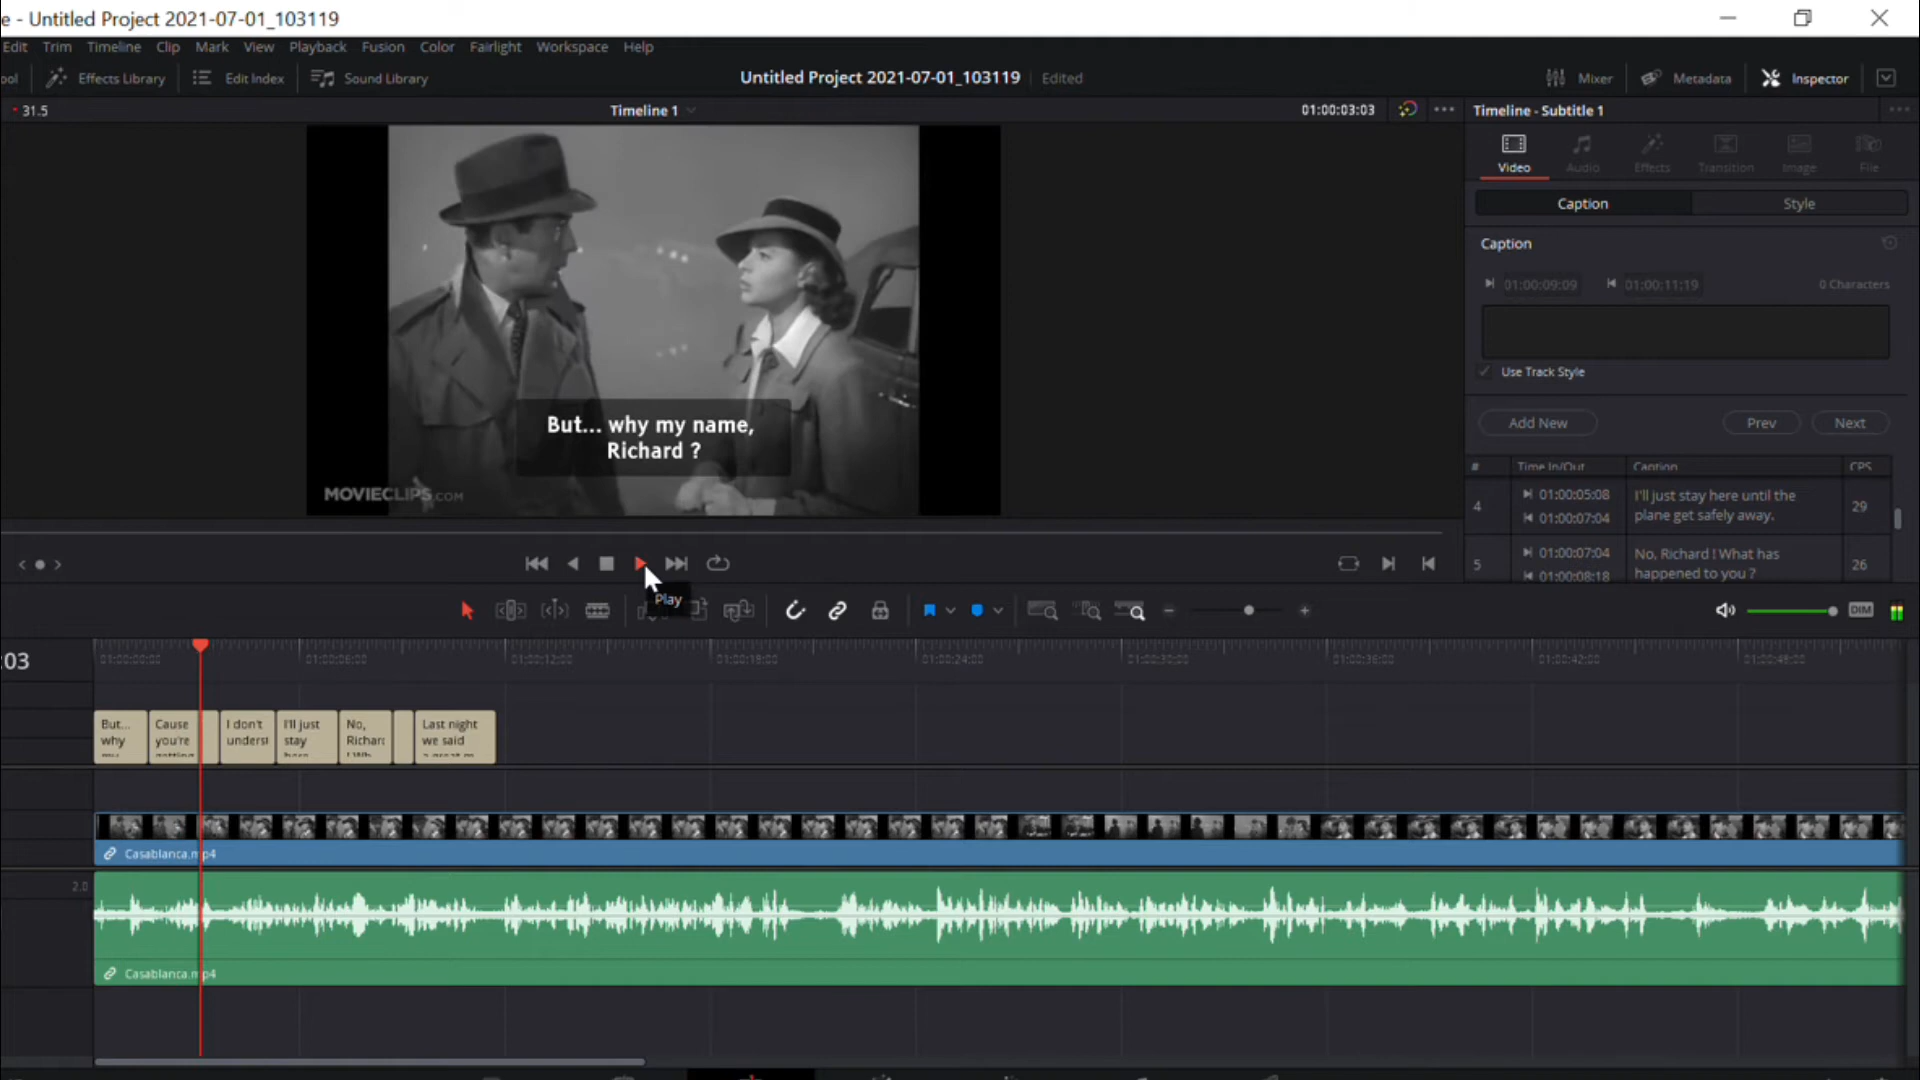 e - Untitled Project 2021-07-01_103119
Edit Trim Timeline Clip Mark View Playback Fusion Color Fairlight Workspace Help
ool Effects Library Edit Index Sound Library Untitled Project 2021-07-01_103119 Edited Mixer Metadata Inspector
31.5 Timeline 1 01:00:03:03 Timeline - Subtitle 1
Video Audio Effects Transition Image File
Caption Style
Caption
01:00:09:09 01:00:11:19 0 Characters
Use Track Style
Add New Prev Next
# Time In/Out Caption CPS
4 01:00:05:08 I'll just stay here until the 29
01:00:07:04 plane get safely away.
5 01:00:07:04 No, Richard ! What has 26
01:00:08:18 happened to you ?
But... why my name,
Richard ?
MOVIECLIPS.COM
Play
DIM
:03 01:00:00:00 01:00:06:00 01:00:12:00 01:00:18:00 01:00:24:00 01:00:30:00 01:00:36:00 01:00:42:00 01:00:48:00
But... Cause I don't I'll just No, Last night
why you're underst stay Richard we said
Casablanca.mp4
2.0
Casablanca.mp4